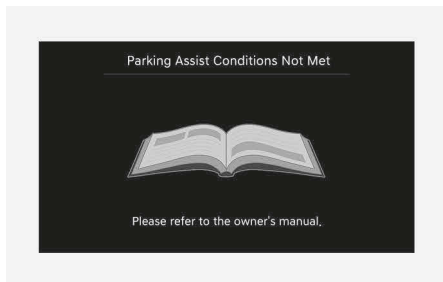 Parking Assist Conditions Not Met
Please refer to the owner's manual.